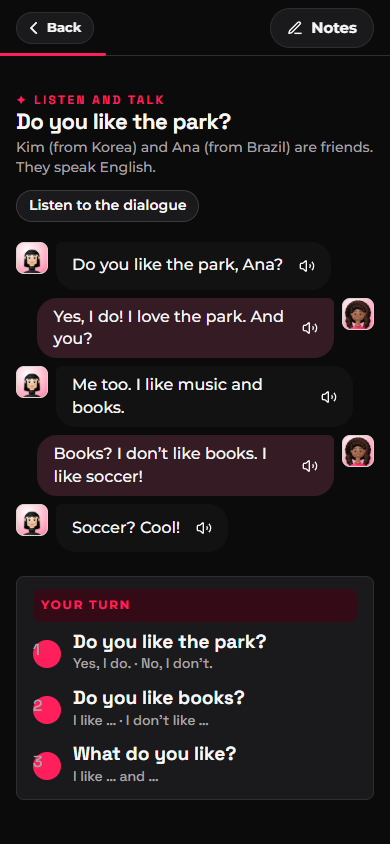 Back
Notes
✦ LISTEN AND TALK
Do you like the park?
Kim (from Korea) and Ana (from Brazil) are friends.
They speak English.
Listen to the dialogue
Do you like the park, Ana?
Yes, I do! I love the park. And
you?
Me too. I like music and
books.
Books? I don’t like books. I
like soccer!
Soccer? Cool!
YOUR TURN
1
Do you like the park?
Yes, I do. · No, I don’t.
2
Do you like books?
I like ... · I don’t like ...
3
What do you like?
I like ... and ...